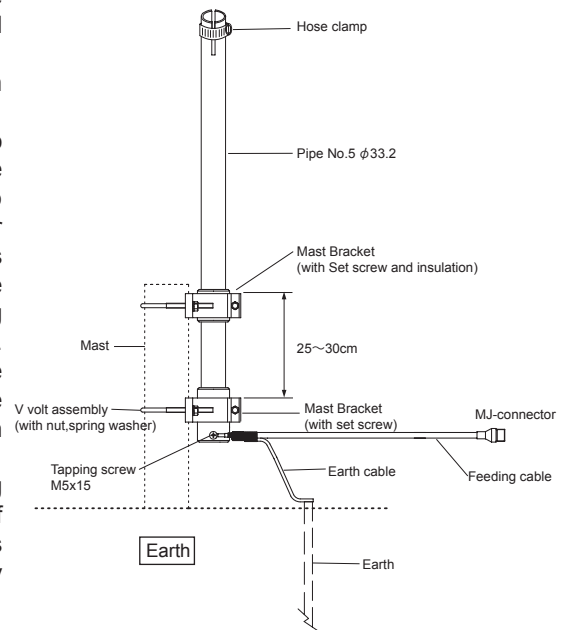 Hose clamp
Pipe No.5 φ33.2
Mast Bracket
(with Set screw and insulation)
Mast
25～30cm
V volt assembly
(with nut,spring washer)
Mast Bracket
(with set screw)
MJ-connector
Tapping screw
M5x15
Earth cable
Feeding cable
Earth
Earth